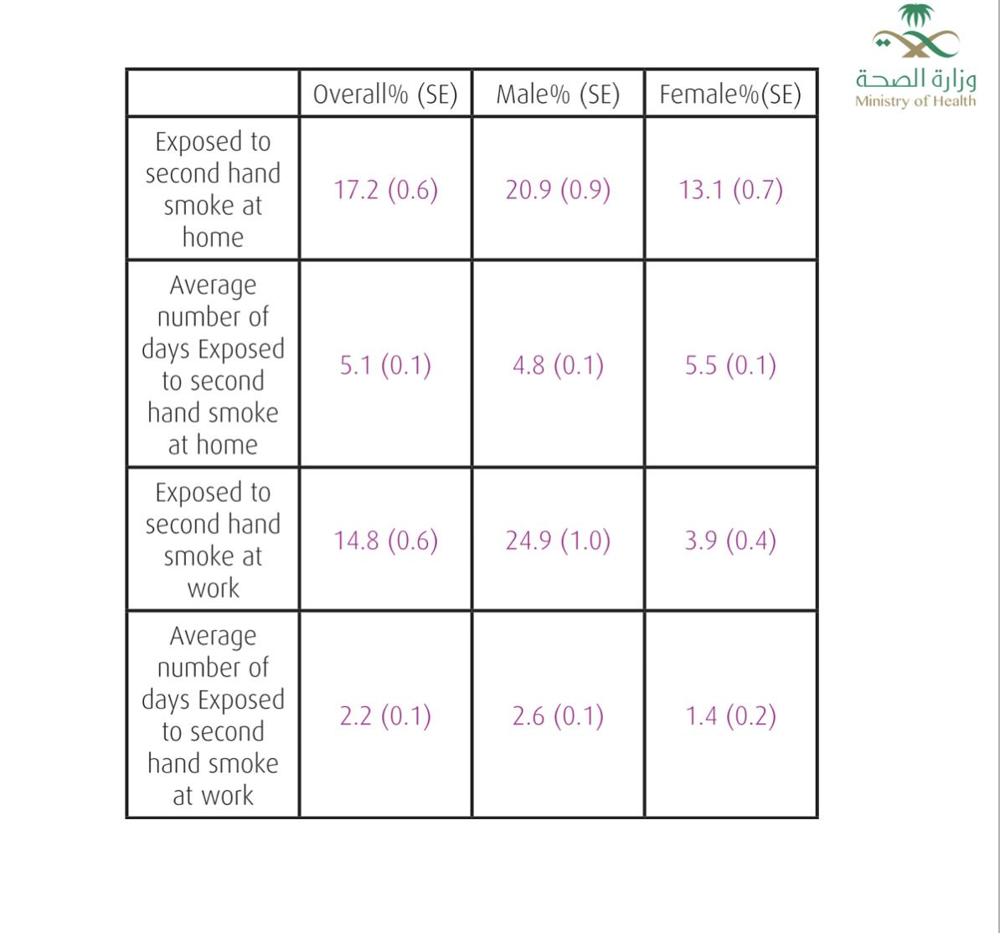 وزارة الصحة
Ministry of Health
Overall% (SE) Male% (SE) Female%(SE)
Exposed to
second hand
smoke at
home
17.2 (0.6) 20.9 (0.9) 13.1 (0.7)
Average
number of
days Exposed
to second
hand smoke
at home
5.1 (0.1) 4.8 (0.1) 5.5 (0.1)
Exposed to
second hand
smoke at
work
14.8 (0.6) 24.9 (1.0) 3.9 (0.4)
Average
number of
days Exposed
to second
hand smoke
at work
2.2 (0.1) 2.6 (0.1) 1.4 (0.2)